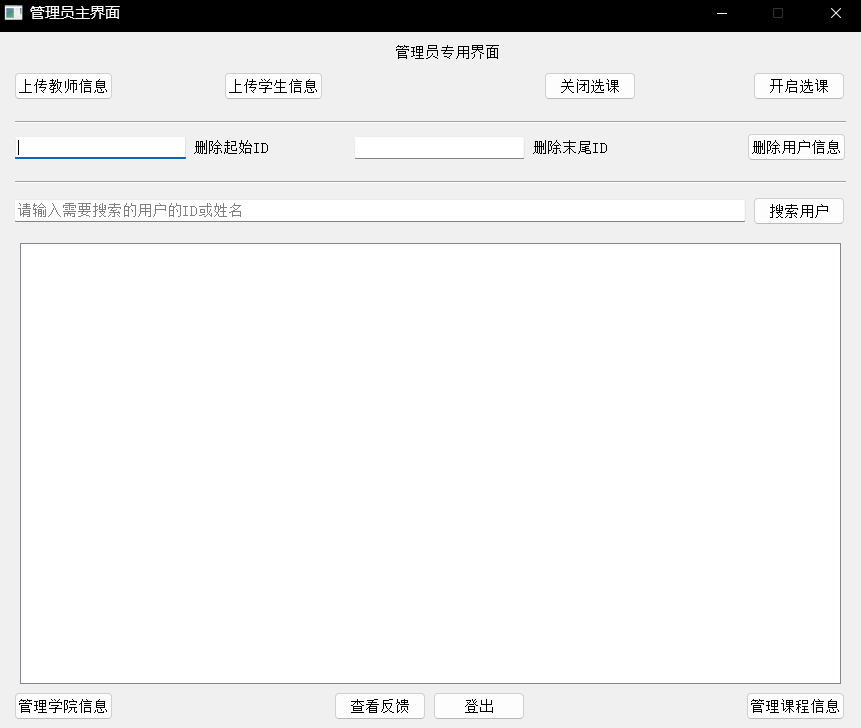 管理员主界面
管理员专用界面
上传教师信息 上传学生信息 关闭选课 开启选课
删除起始ID 删除末尾ID 删除用户信息
请输入需要搜索的用户的ID或姓名 搜索用户
管理学院信息 查看反馈 登出 管理课程信息